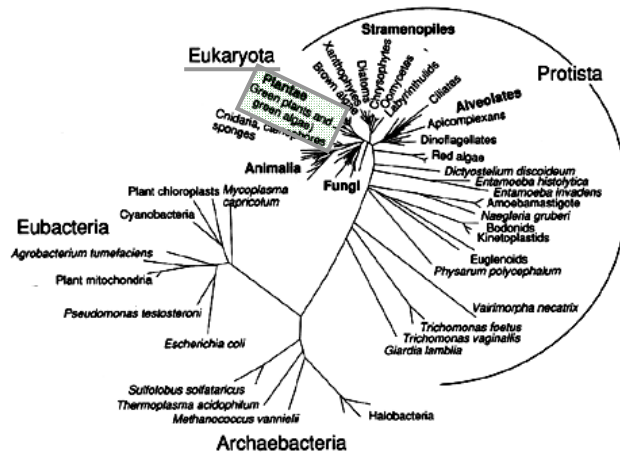 Stramenopiles
Eukaryota
Xanthophytes
Diatoms
Chrysophytes
Oomycetes
Labyrinthulids
Brown algae
Ciliates
Protista
Plantae
Green plants and
green algae)
Alveolates
Apicomplexans
Dinoflagellates
Cnidaria,
sponges
Red algae
Animalia
Fungi
Dictyostelium discoideum
Entamoeba histolytica
Entamoeba invadens
Amoebamastigote
Naegleria gruberi
Bodonids
Kinetoplastids
Euglenoids
Physarum polycephalum
Plant chloroplasts
Mycoplasma
capricolum
Cyanobacteria
Eubacteria
Agrobacterium tumefaciens
Plant mitochondria
Pseudomonas testosteroni
Escherichia coli
Vairimorpha necatrix
Trichomonas foetus
Trichomonas vaginallis
Giardia lamblia
Sulfolobus solfataricus
Thermoplasma acidophilum
Methanococcus vannielii
Halobacteria
Archaebacteria